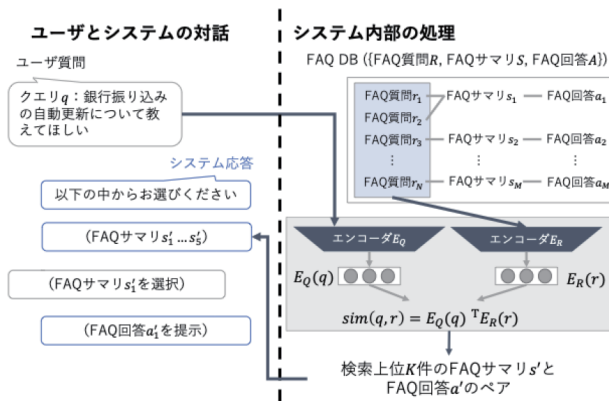 ユーザとシステムの対話
ユーザ質問
クエリq：銀行振り込み
の自動更新について教
えてほしい
システム応答
以下の中からお選びください
(FAQサマリs′₁ …s′₅)
(FAQサマリs′₁を選択)
(FAQ回答a′₁を提示)
システム内部の処理
FAQ DB ({FAQ質問R, FAQサマリS, FAQ回答A})
FAQ質問r₁ FAQサマリs₁ FAQ回答a₁
FAQ質問r₂
FAQ質問r₃ FAQサマリs₂ FAQ回答a₂
⋮ ⋮ ⋮
FAQ質問r_N FAQサマリs_M FAQ回答a_M
エンコーダE_Q エンコーダE_R
E_Q(q) E_R(r)
sim(q, r) = E_Q(q) ᵀE_R(r)
検索上位K件のFAQサマリs′と
FAQ回答a′のペア